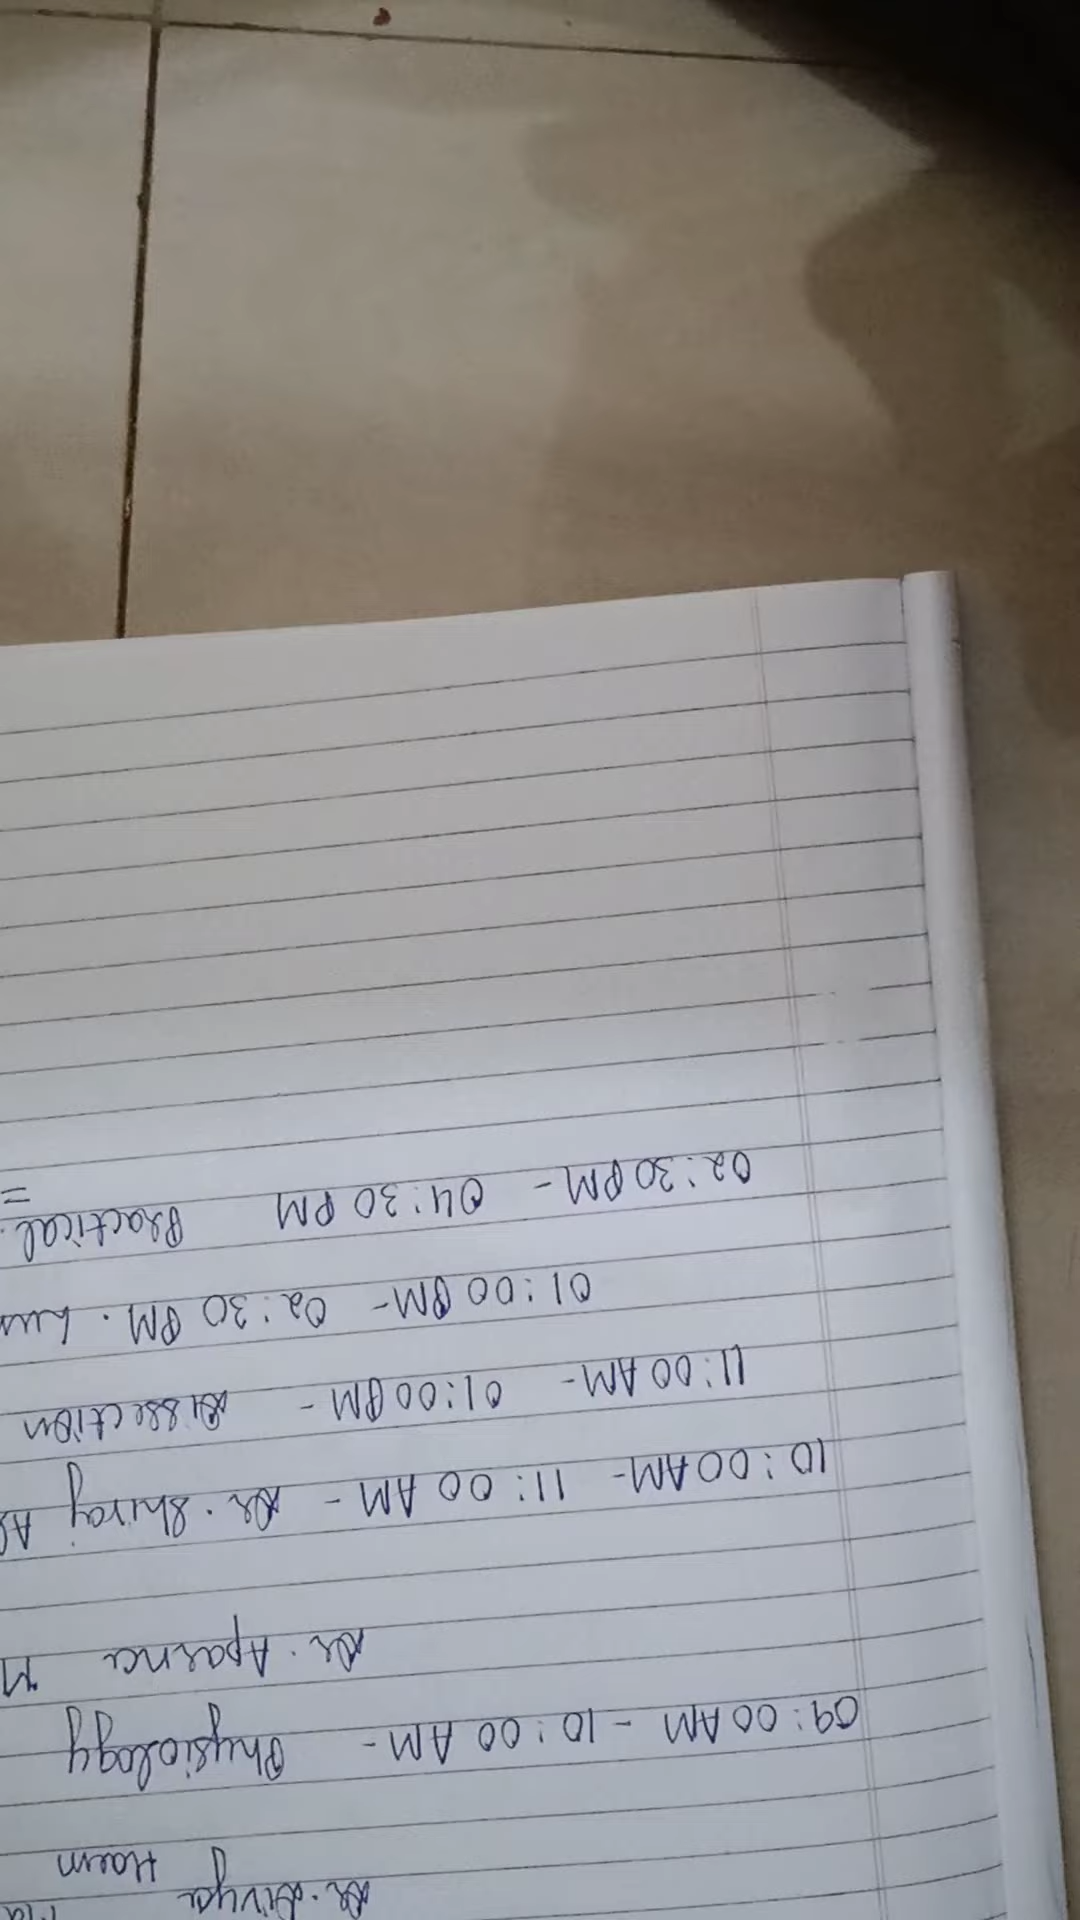 Dr. Divya
Haem
09:00 AM - 10:00 AM - Physiology
Dr. Aparna M
10:00 AM - 11:00 AM - Dr. Shiraj
11:00 AM - 01:00 PM - Dissection
01:00 PM - 02:30 PM.
02:30 PM - 04:30 PM Practical